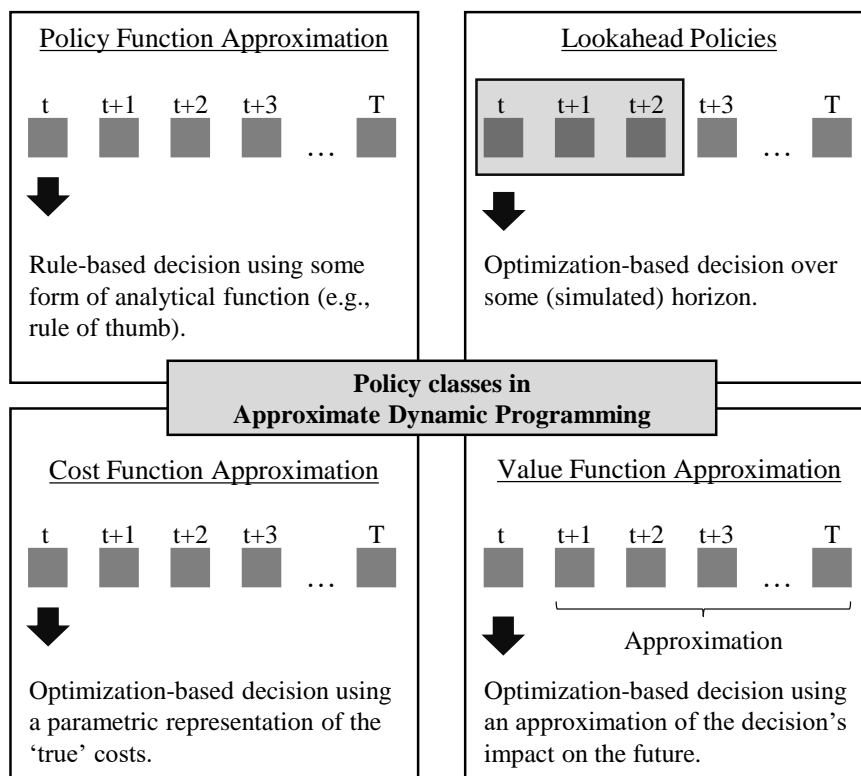 Policy Function Approximation
t t+1 t+2 t+3 T
…
Rule-based decision using some
form of analytical function (e.g.,
rule of thumb).
Lookahead Policies
t t+1 t+2 t+3 T
…
Optimization-based decision over
some (simulated) horizon.
Policy classes in
Approximate Dynamic Programming
Cost Function Approximation
t t+1 t+2 t+3 T
…
Optimization-based decision using
a parametric representation of the
‘true’ costs.
Value Function Approximation
t t+1 t+2 t+3 T
…
Approximation
Optimization-based decision using
an approximation of the decision’s
impact on the future.